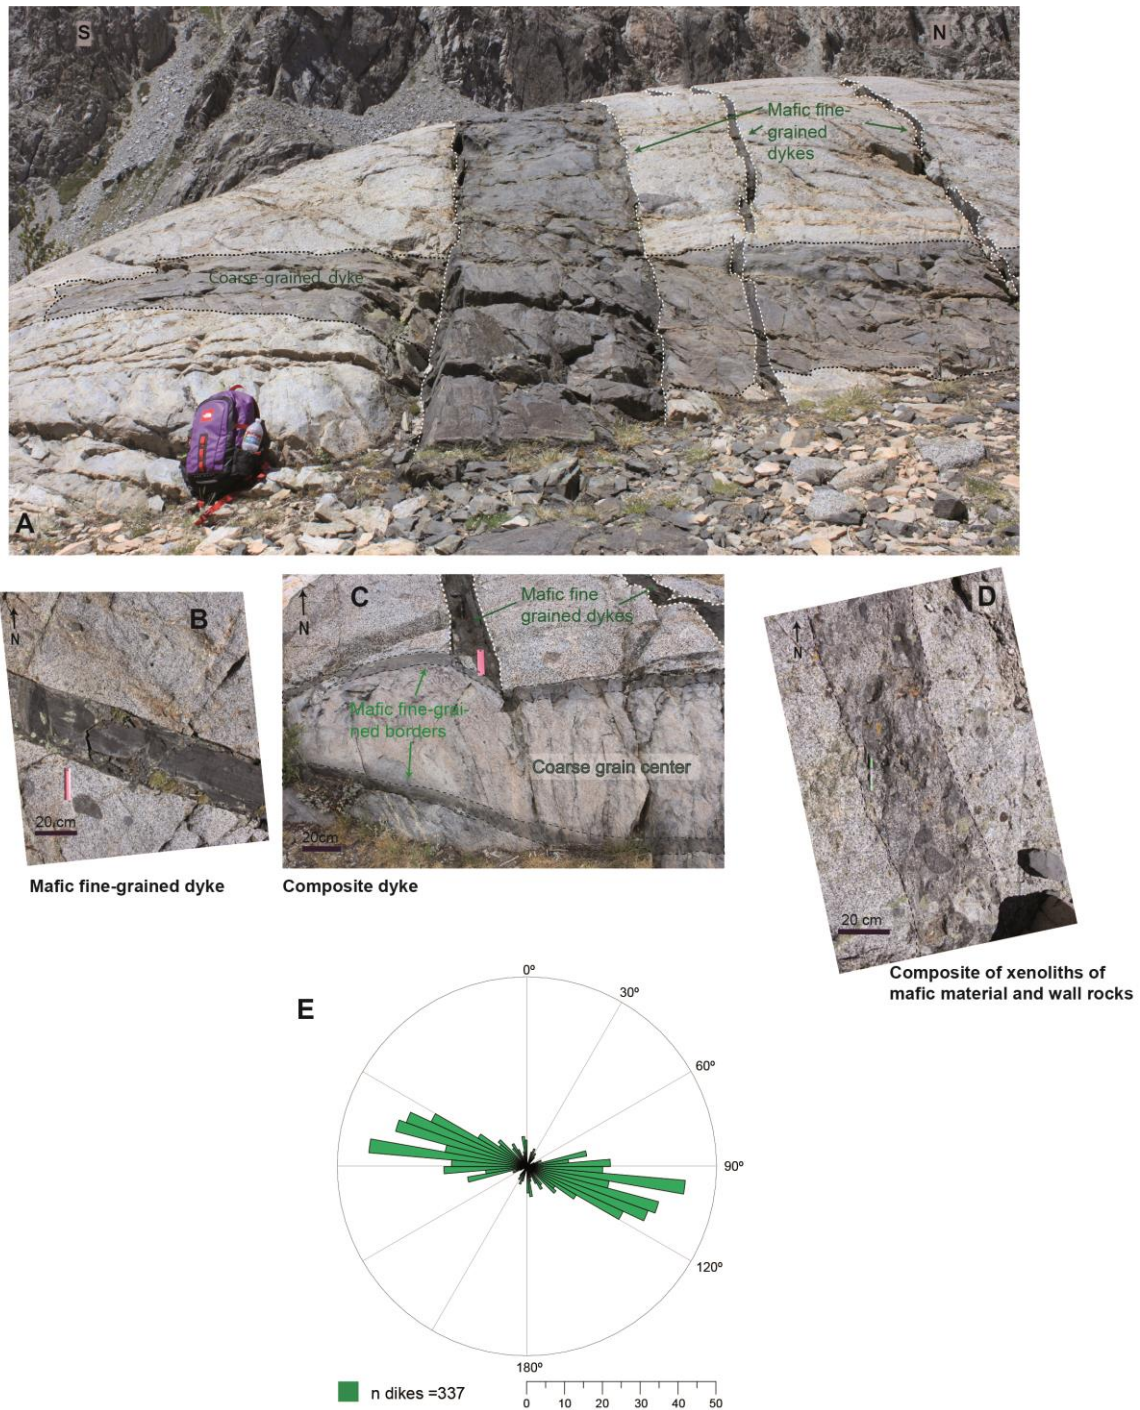 S
N
Mafic fine-
grained
dykes
Coarse-grained dyke
A
B
N
20 cm
Mafic fine-grained dyke
C
N
Mafic fine
grained dykes
Mafic fine-grai-
ned borders
Coarse grain center
20cm
Composite dyke
D
N
20 cm
Composite of xenoliths of
mafic material and wall rocks
E
0º
30º
60º
90º
120º
180º
n dikes =337
0 10 20 30 40 50